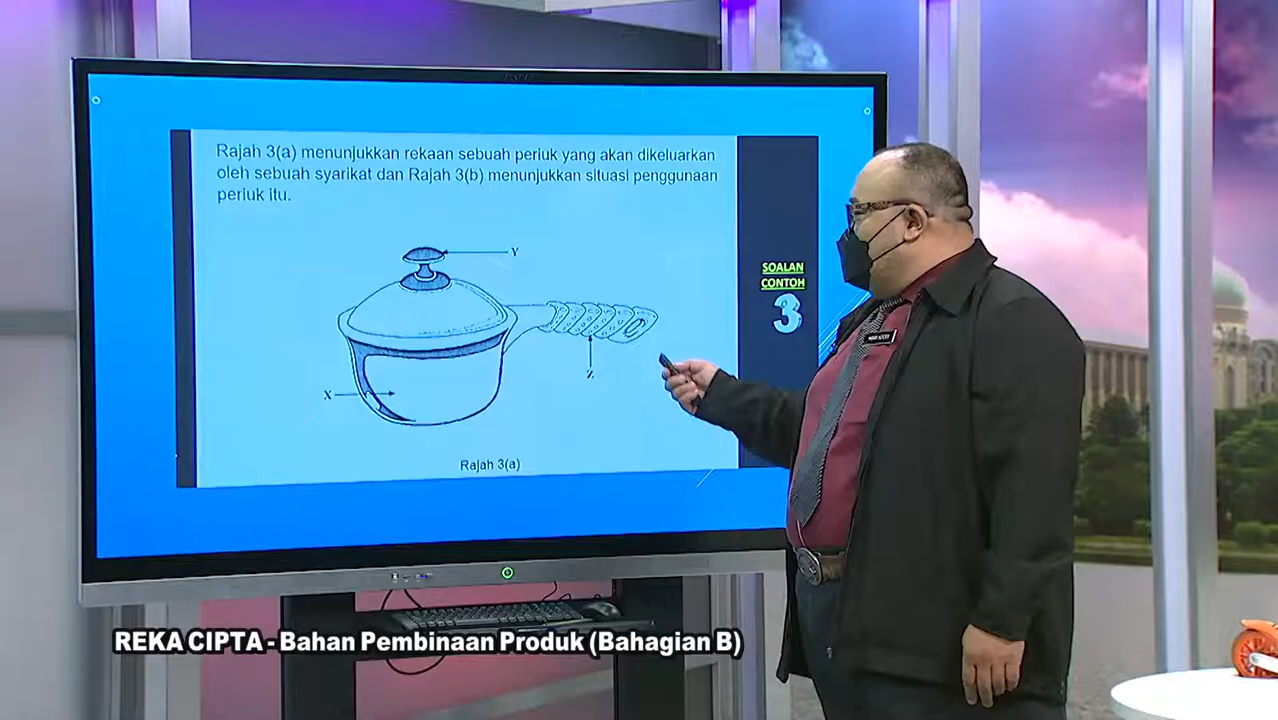 Rajah 3(a) menunjukkan rekaan sebuah periuk yang akan dikeluarkan
oleh sebuah syarikat dan Rajah 3(b) menunjukkan situasi penggunaan
periuk itu.
Y
SOALAN
CONTOH
3
Z
X
Rajah 3(a)
REKA CIPTA - Bahan Pembinaan Produk (Bahagian B)